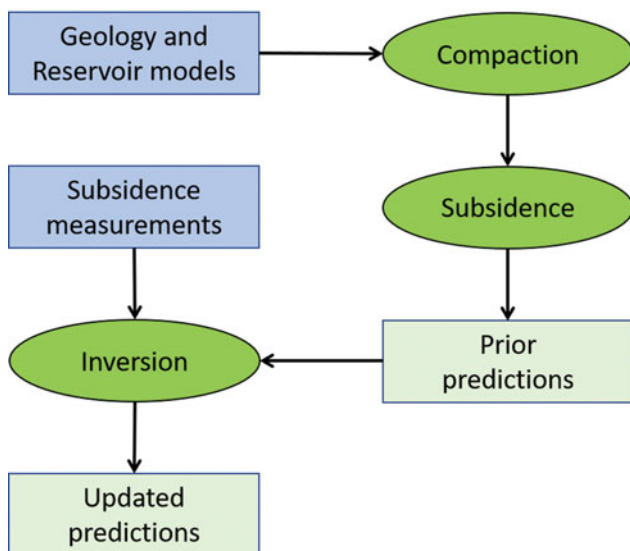 Geology and
Reservoir models
Compaction
Subsidence
measurements
Subsidence
Inversion
Prior
predictions
Updated
predictions